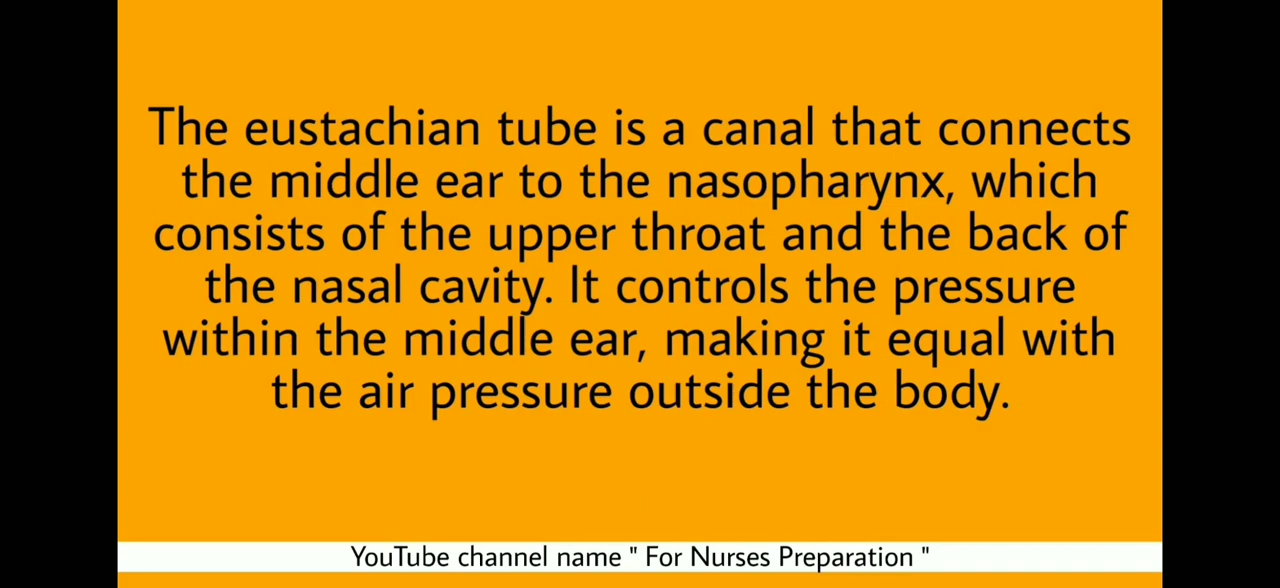 The eustachian tube is a canal that connects
the middle ear to the nasopharynx, which
consists of the upper throat and the back of
the nasal cavity. It controls the pressure
within the middle ear, making it equal with
the air pressure outside the body.
YouTube channel name " For Nurses Preparation "